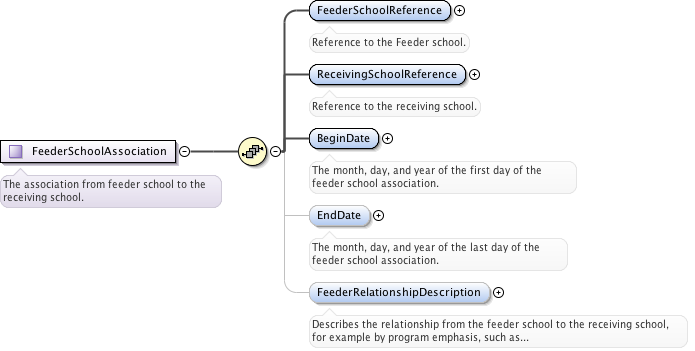 FeederSchoolReference
Reference to the Feeder school.
ReceivingSchoolReference
Reference to the receiving school.
FeederSchoolAssociation
The association from feeder school to the
receiving school.
BeginDate
The month, day, and year of the first day of the
feeder school association.
EndDate
The month, day, and year of the last day of the
feeder school association.
FeederRelationshipDescription
Describes the relationship from the feeder school to the receiving school,
for example by program emphasis, such as...